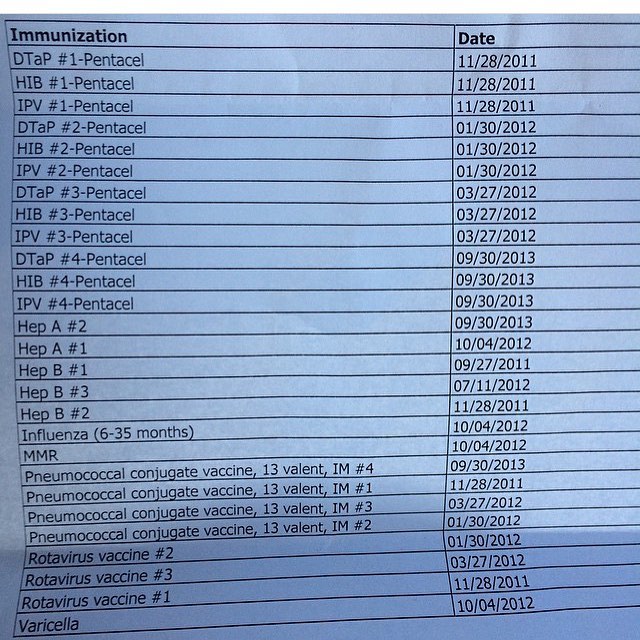 Immunization Date
DTaP #1-Pentacel 11/28/2011
HIB #1-Pentacel 11/28/2011
IPV #1-Pentacel 11/28/2011
DTaP #2-Pentacel 01/30/2012
HIB #2-Pentacel 01/30/2012
IPV #2-Pentacel 01/30/2012
DTaP #3-Pentacel 03/27/2012
HIB #3-Pentacel 03/27/2012
IPV #3-Pentacel 03/27/2012
DTaP #4-Pentacel 09/30/2013
HIB #4-Pentacel 09/30/2013
IPV #4-Pentacel 09/30/2013
Hep A #2 09/30/2013
Hep A #1 10/04/2012
Hep B #1 09/27/2011
Hep B #3 07/11/2012
Hep B #2 11/28/2011
Influenza (6-35 months) 10/04/2012
MMR 10/04/2012
Pneumococcal conjugate vaccine, 13 valent, IM #4 09/30/2013
Pneumococcal conjugate vaccine, 13 valent, IM #1 11/28/2011
Pneumococcal conjugate vaccine, 13 valent, IM #3 03/27/2012
Pneumococcal conjugate vaccine, 13 valent, IM #2 01/30/2012
Rotavirus vaccine #2 01/30/2012
Rotavirus vaccine #3 03/27/2012
Rotavirus vaccine #1 11/28/2011
Varicella 10/04/2012